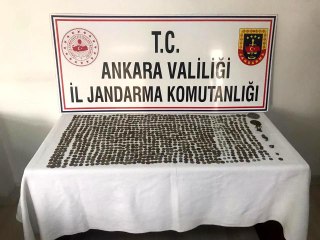 T.C.
ANKARA VALİLİĞİ
İL JANDARMA KOMUTANLIĞI